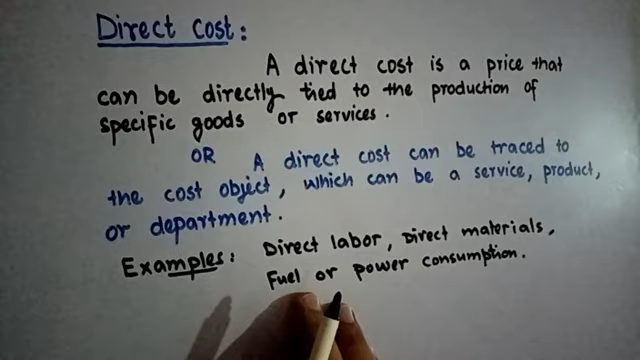 Direct Cost:
A direct cost is a price that
can be directly tied to the production of
specific goods or services.
OR A direct cost can be traced to
the cost object, which can be a service, product,
or department.
Examples: Direct labor, Direct materials,
Fuel or power consumption.